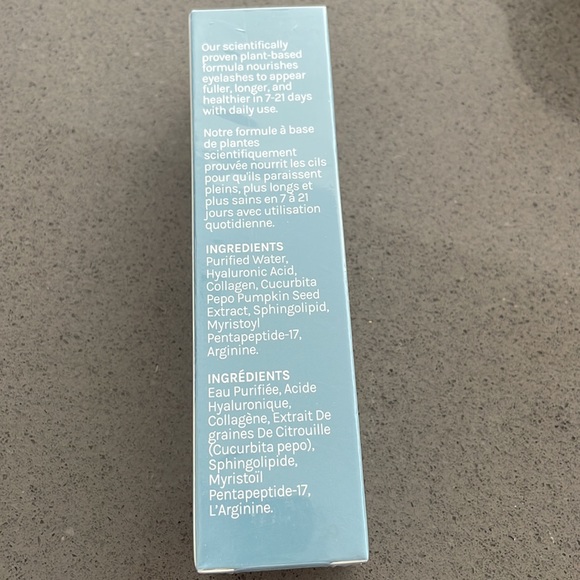 Our scientifically
proven plant-based
formula nourishes
eyelashes to appear
fuller, longer, and
healthier in 7-21 days
with daily use.
Notre formule à base
de plantes
scientifiquement
prouvée nourrit les cils
pour qu'ils paraissent
pleins, plus longs et
plus sains en 7 à 21
jours avec utilisation
quotidienne.
INGREDIENTS
Purified Water,
Hyaluronic Acid,
Collagen, Cucurbita
Pepo Pumpkin Seed
Extract, Sphingolipid,
Myristoyl
Pentapeptide-17,
Arginine.
INGRÉDIENTS
Eau Purifiée, Acide
Hyaluronique,
Collagène, Extrait De
graines De Citrouille
(Cucurbita pepo),
Sphingolipide,
Myristoïl
Pentapeptide-17,
L'Arginine.